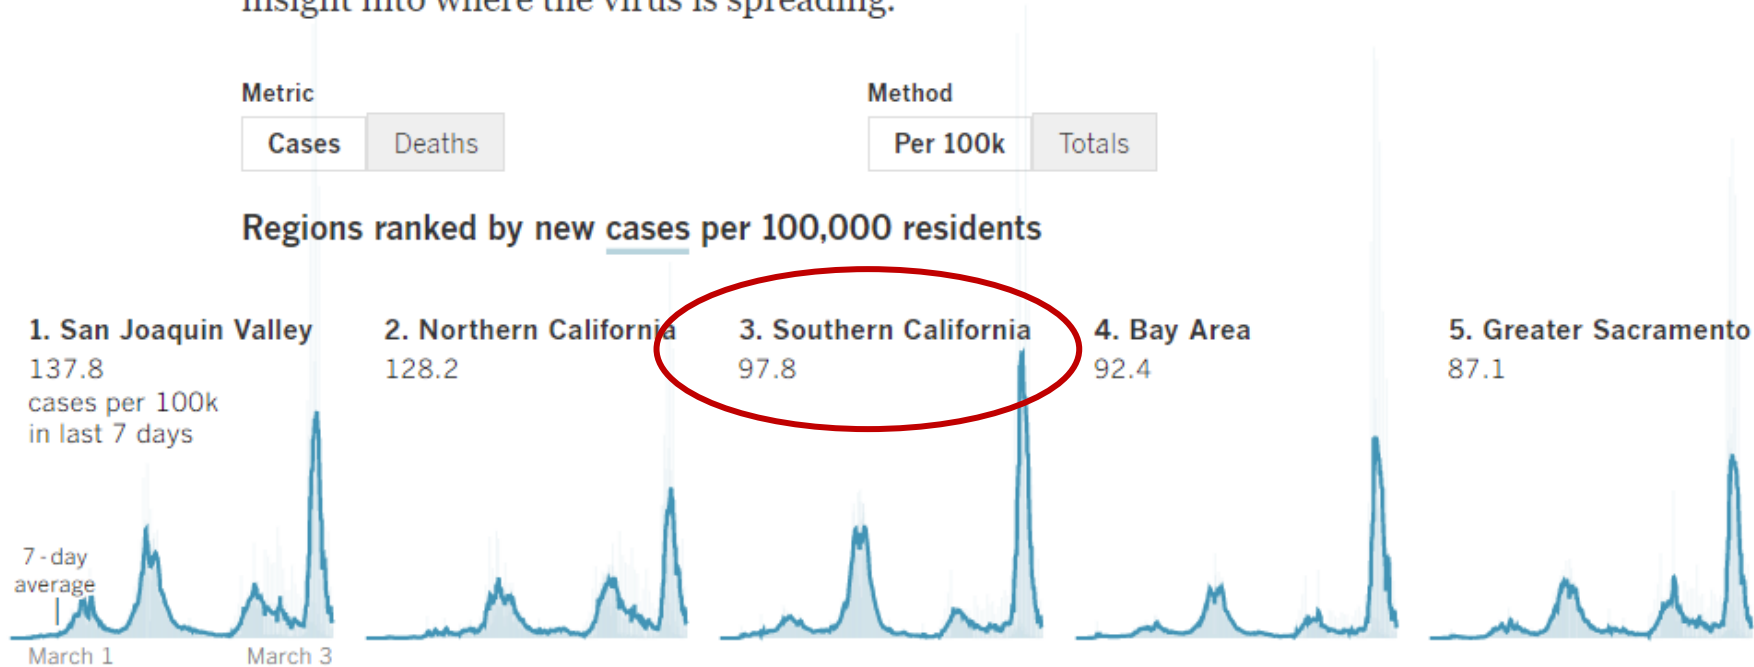 insight into where the virus is spreading.
Metric
Method
Cases
Deaths
Per 100k
Totals
Regions ranked by new cases per 100,000 residents
1. San Joaquin Valley
137.8
cases per 100k
in last 7 days
2. Northern California
128.2
3. Southern California
97.8
4. Bay Area
92.4
5. Greater Sacramento
87.1
7-day
average
March 1
March 3